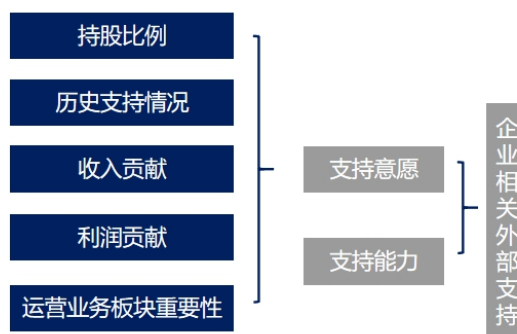 持股比例
历史支持情况
收入贡献
利润贡献
运营业务板块重要性
支持意愿
支持能力
企业相关外部支持